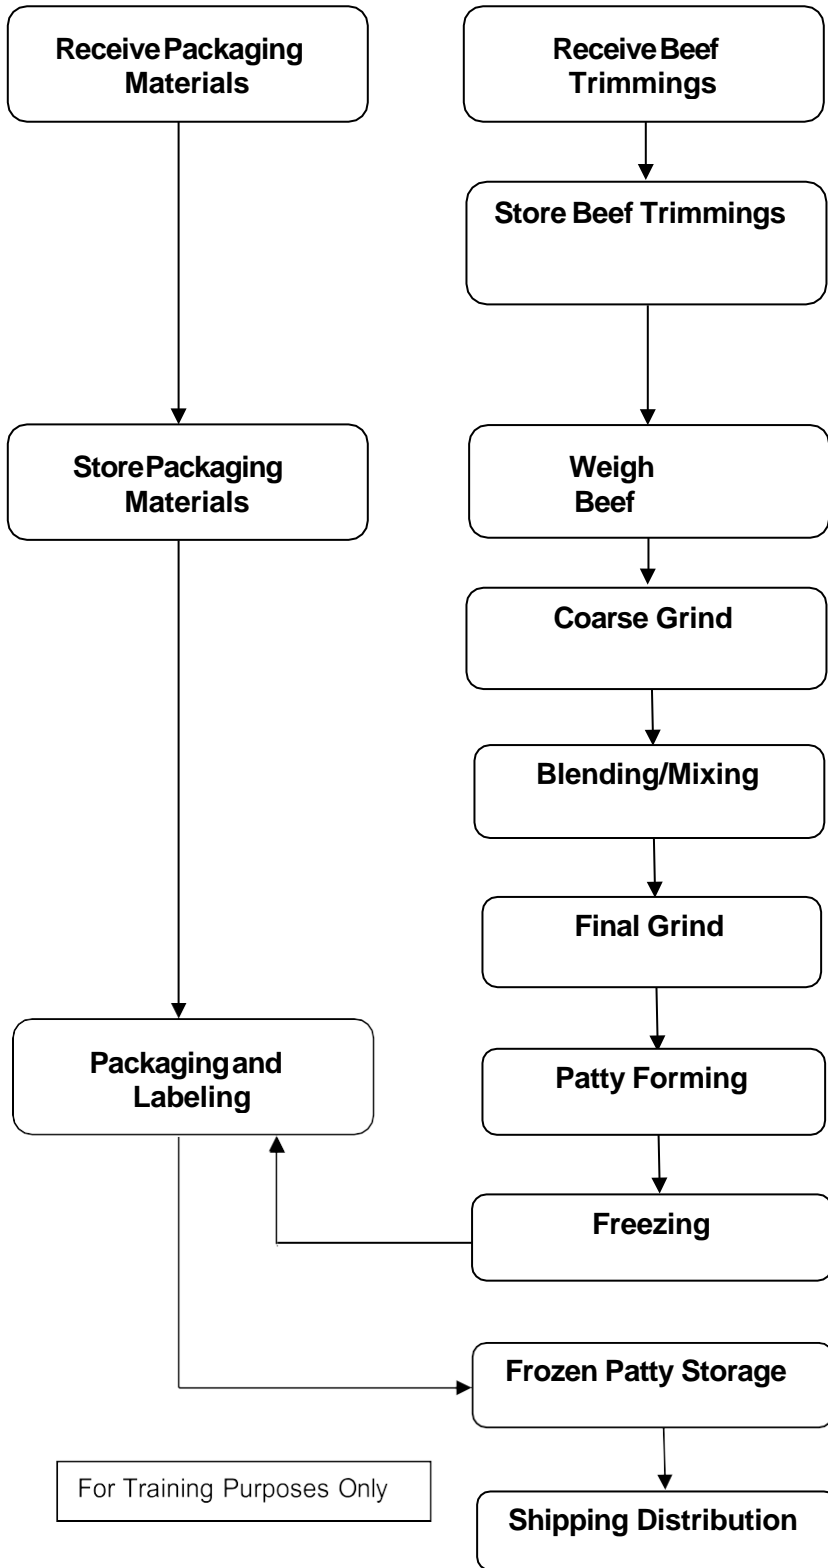 Receive Packaging
Materials
Receive Beef
Trimmings
Store Beef Trimmings
Store Packaging
Materials
Weigh
Beef
Coarse Grind
Blending/Mixing
Final Grind
Packaging and
Labeling
Patty Forming
Freezing
Frozen Patty Storage
For Training Purposes Only
Shipping Distribution